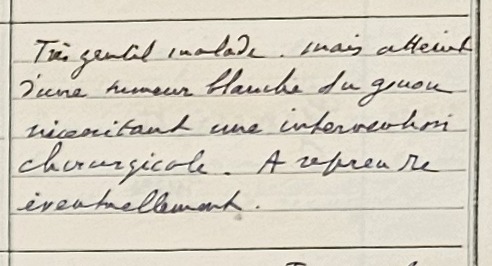 Très gentil malade. mais atteint
d'une tumeur blanche du genou
nécessitant une intervention
chirurgicale. A reprendre
éventuellement.